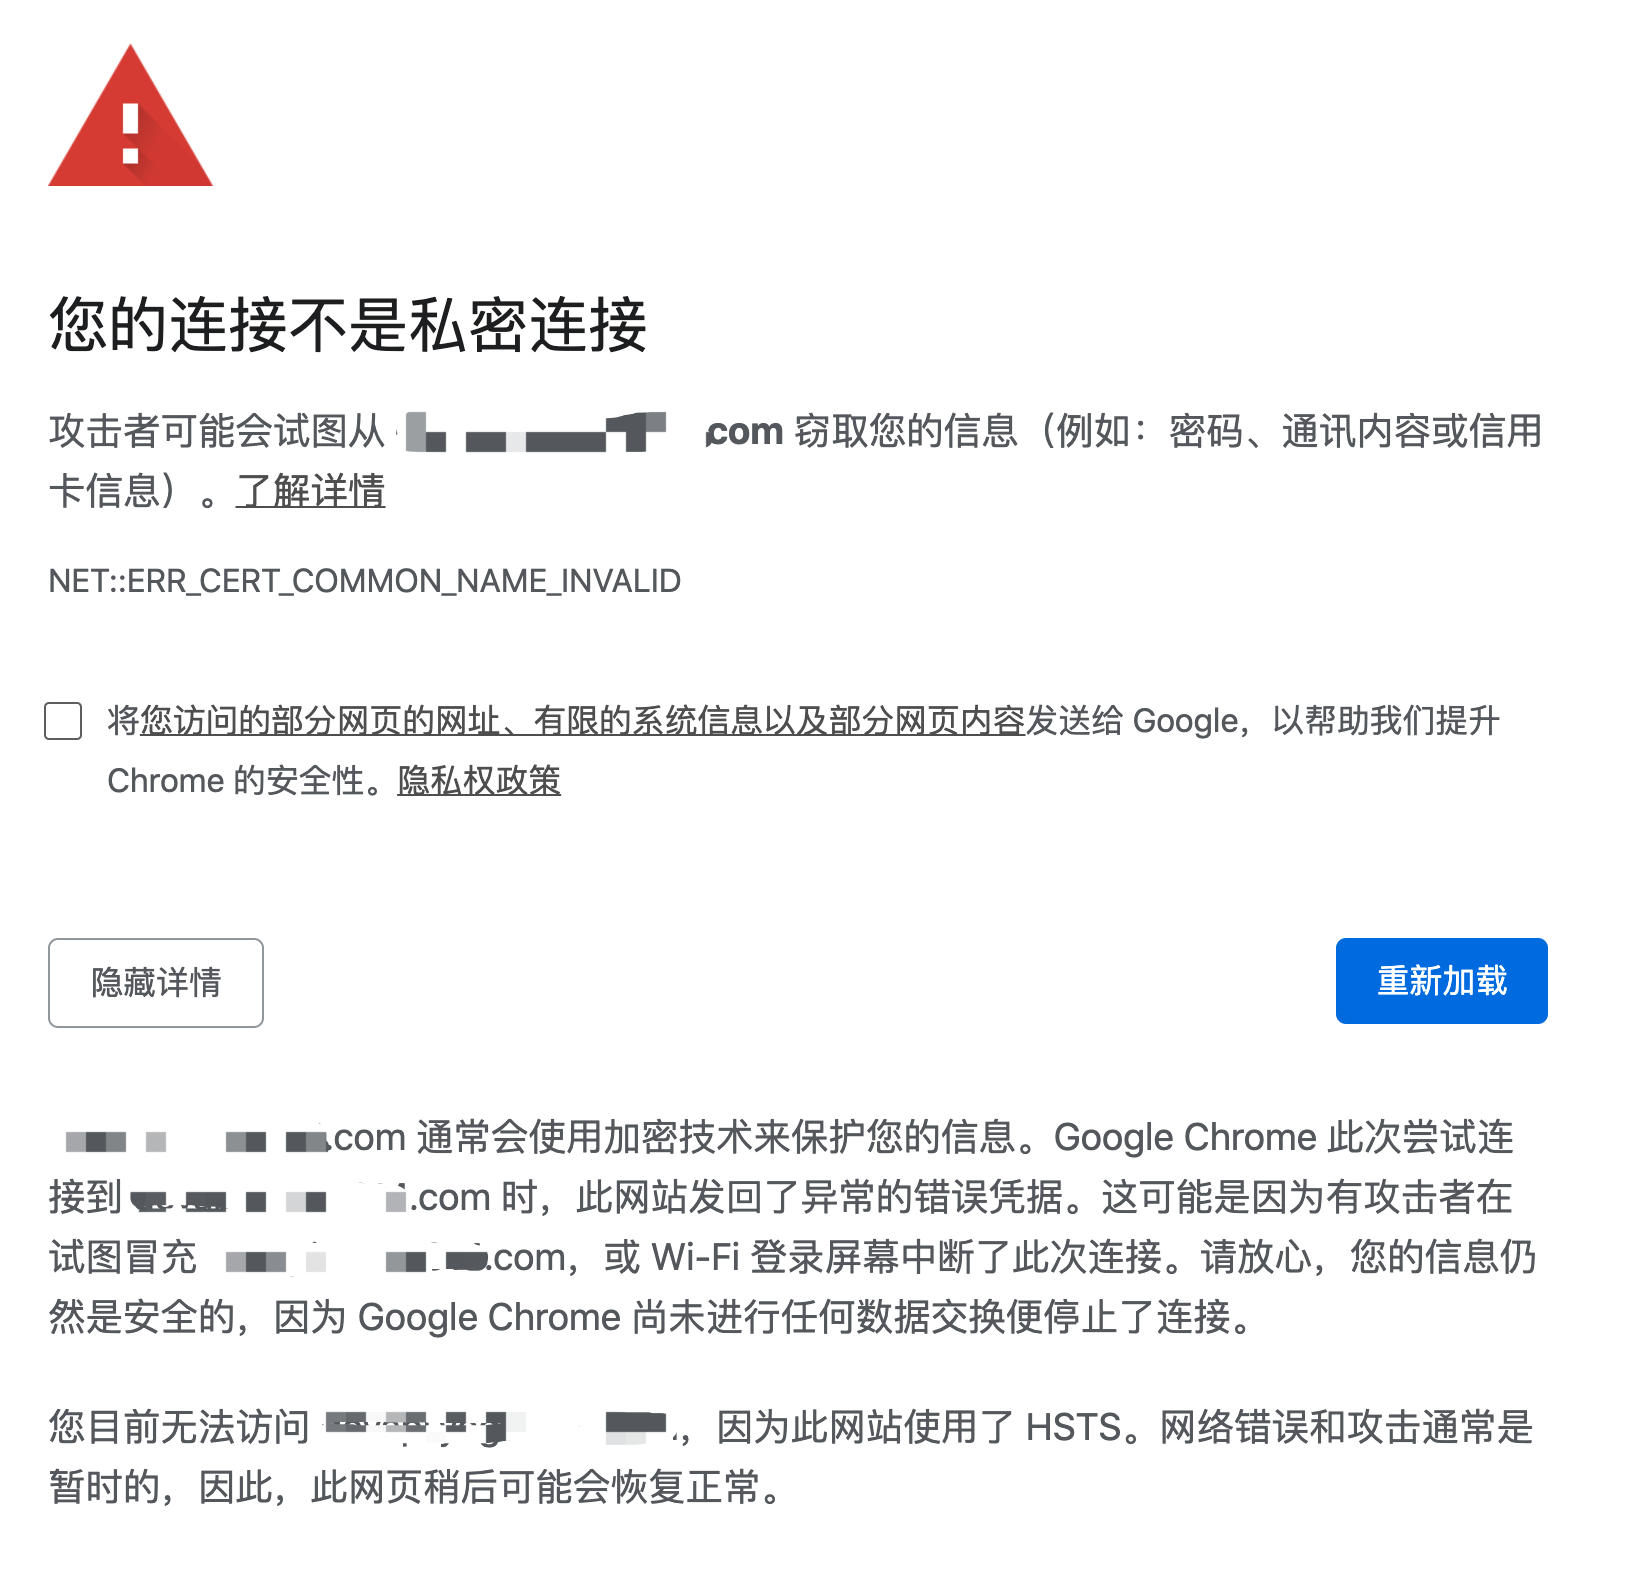 您的连接不是私密连接
攻击者可能会试图从 .com 窃取您的信息（例如：密码、通讯内容或信用
卡信息）。了解详情
NET::ERR_CERT_COMMON_NAME_INVALID
将您访问的部分网页的网址、有限的系统信息以及部分网页内容发送给 Google，以帮助我们提升
Chrome 的安全性。隐私权政策
隐藏详情
重新加载
.com 通常会使用加密技术来保护您的信息。Google Chrome 此次尝试连
接到 .com 时，此网站发回了异常的错误凭据。这可能是因为有攻击者在
试图冒充 .com，或 Wi-Fi 登录屏幕中断了此次连接。请放心，您的信息仍
然是安全的，因为 Google Chrome 尚未进行任何数据交换便停止了连接。
您目前无法访问 ，因为此网站使用了 HSTS。网络错误和攻击通常是
暂时的，因此，此网页稍后可能会恢复正常。